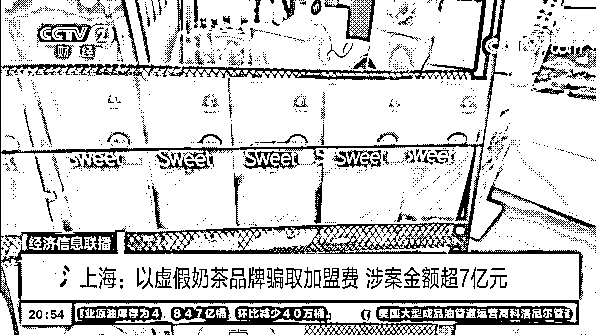 CCTV 2
财经
Sweet Sweet Sweet Sweet Sweet
经济信息联播
上海：以虚假奶茶品牌骗取加盟费 涉案金额超7亿元
20:54 业原油库存为4.847亿桶，环比减少40万桶。 美国大型成品油管道运营商科洛尼尔管